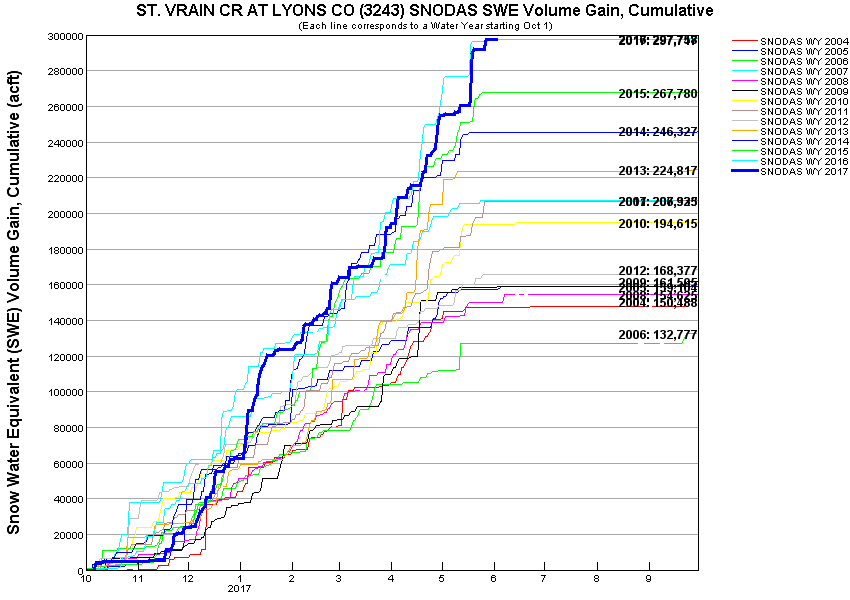 ST. VRAIN CR AT LYONS CO (3243) SNODAS SWE Volume Gain, Cumulative
(Each line corresponds to a Water Year starting Oct 1)
Snow Water Equivalent (SWE) Volume Gain, Cumulative (acft)
300000
280000
260000
240000
220000
200000
180000
160000
140000
120000
100000
80000
60000
40000
20000
0
10 11 12 1 2 3 4 5 6 7 8 9
2017
2015: 267,780
2014: 246,327
2013: 224,817
2010: 194,615
2012: 168,377
2004: 150,488
2006: 132,777
SNODAS WY 2004
SNODAS WY 2005
SNODAS WY 2006
SNODAS WY 2007
SNODAS WY 2008
SNODAS WY 2009
SNODAS WY 2010
SNODAS WY 2011
SNODAS WY 2012
SNODAS WY 2013
SNODAS WY 2014
SNODAS WY 2015
SNODAS WY 2016
SNODAS WY 2017